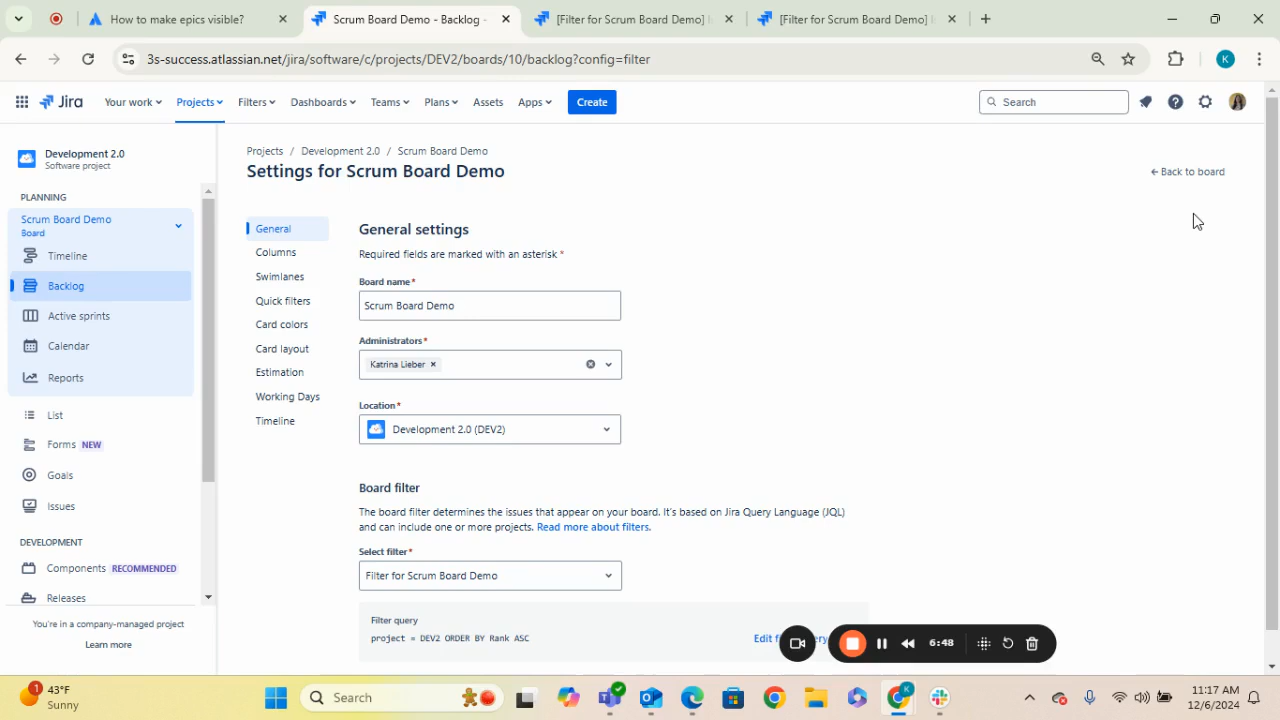 How to make epics visible?
Scrum Board Demo - Backlog -
[Filter for Scrum Board Demo]
[Filter for Scrum Board Demo]
3s-success.atlassian.net/jira/software/c/projects/DEV2/boards/10/backlog?config=filter
K
Jira
Your work
Projects
Filters
Dashboards
Teams
Plans
Assets
Apps
Create
Search
Development 2.0
Software project
PLANNING
Scrum Board Demo
Board
Timeline
Backlog
Active sprints
Calendar
Reports
List
Forms NEW
Goals
Issues
DEVELOPMENT
Components RECOMMENDED
Releases
You're in a company-managed project
Learn more
Projects / Development 2.0 / Scrum Board Demo
Settings for Scrum Board Demo
Back to board
General
Columns
Swimlanes
Quick filters
Card colors
Card layout
Estimation
Working Days
Timeline
General settings
Required fields are marked with an asterisk *
Board name*
Scrum Board Demo
Administrators*
Katrina Lieber
Location*
Development 2.0 (DEV2)
Board filter
The board filter determines the issues that appear on your board. It's based on Jira Query Language (JQL)
and can include one or more projects. Read more about filters.
Select filter*
Filter for Scrum Board Demo
Filter query
project = DEV2 ORDER BY Rank ASC
Edit
6:48
1
43°F
Sunny
Search
K
11:17 AM
12/6/2024